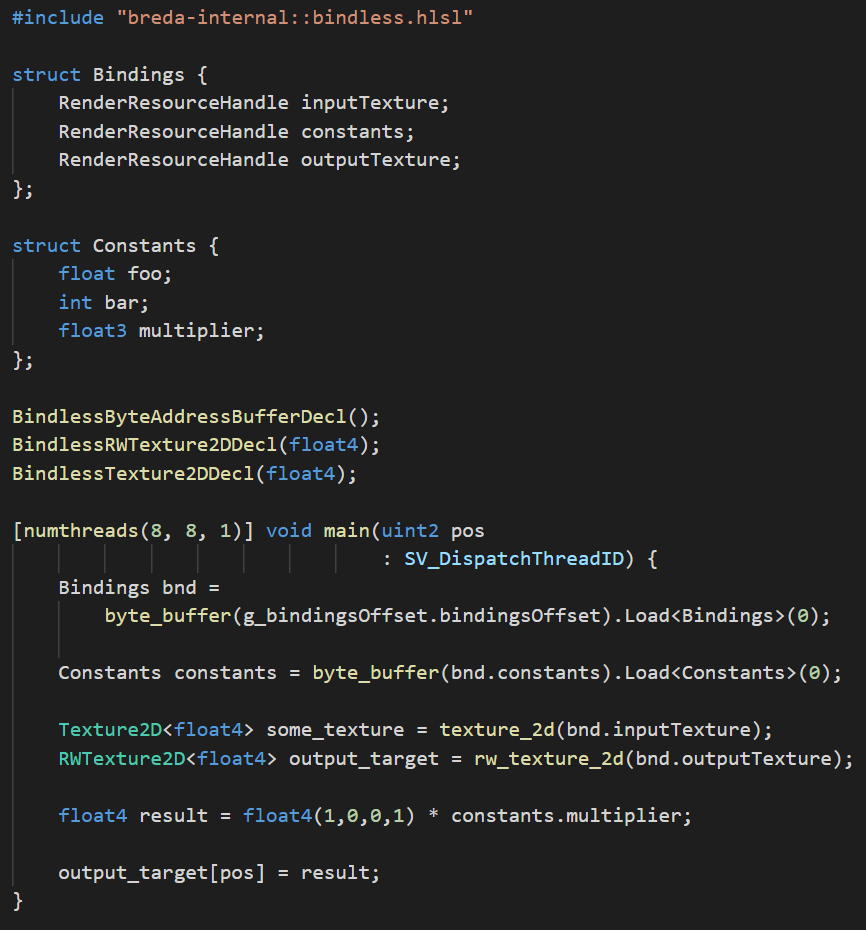 #include "breda-internal::bindless.hlsl"
struct Bindings {
    RenderResourceHandle inputTexture;
    RenderResourceHandle constants;
    RenderResourceHandle outputTexture;
};
struct Constants {
    float foo;
    int bar;
    float3 multiplier;
};
BindlessByteAddressBufferDecl();
BindlessRWTexture2DDecl(float4);
BindlessTexture2DDecl(float4);
[numthreads(8, 8, 1)] void main(uint2 pos
                                : SV_DispatchThreadID) {
    Bindings bnd =
        byte_buffer(g_bindingsOffset.bindingsOffset).Load<Bindings>(0);
    Constants constants = byte_buffer(bnd.constants).Load<Constants>(0);
    Texture2D<float4> some_texture = texture_2d(bnd.inputTexture);
    RWTexture2D<float4> output_target = rw_texture_2d(bnd.outputTexture);
    float4 result = float4(1,0,0,1) * constants.multiplier;
    output_target[pos] = result;
}